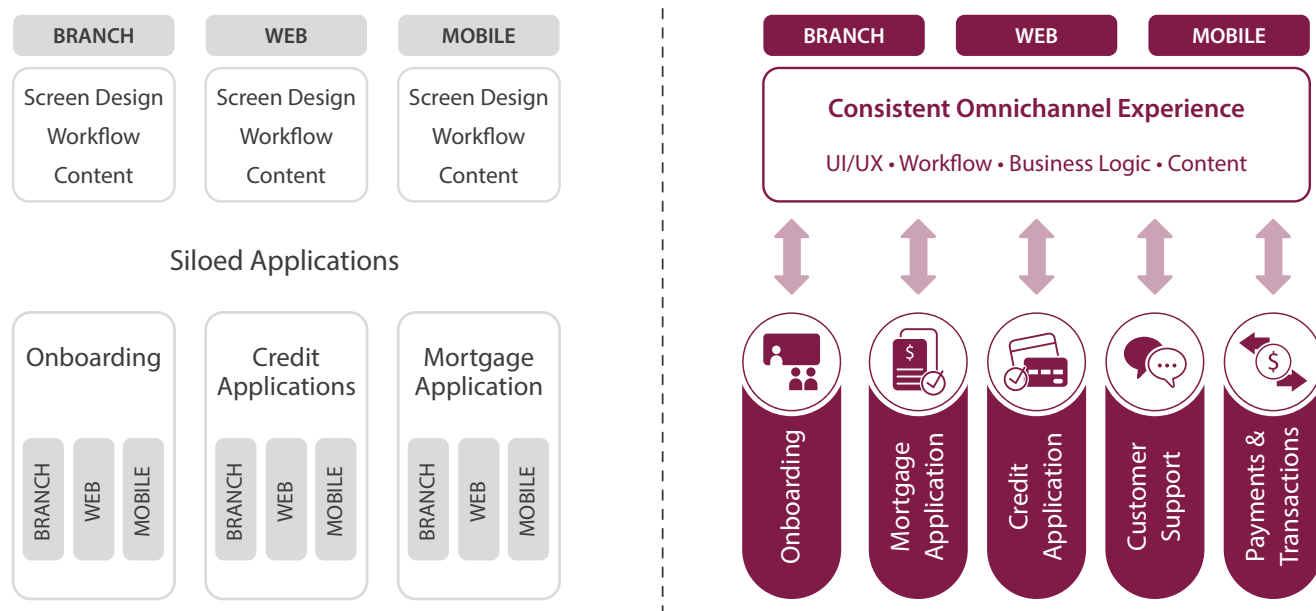 BRANCH
WEB
MOBILE
Screen Design
Workflow
Content
Screen Design
Workflow
Content
Screen Design
Workflow
Content
Siloed Applications
Onboarding
BRANCH
WEB
MOBILE
Credit
Applications
BRANCH
WEB
MOBILE
Mortgage
Application
BRANCH
WEB
MOBILE
BRANCH
WEB
MOBILE
Consistent Omnichannel Experience
UI/UX • Workflow • Business Logic • Content
$
$
Onboarding
Mortgage
Application
Credit
Application
Customer
Support
Payments &
Transactions